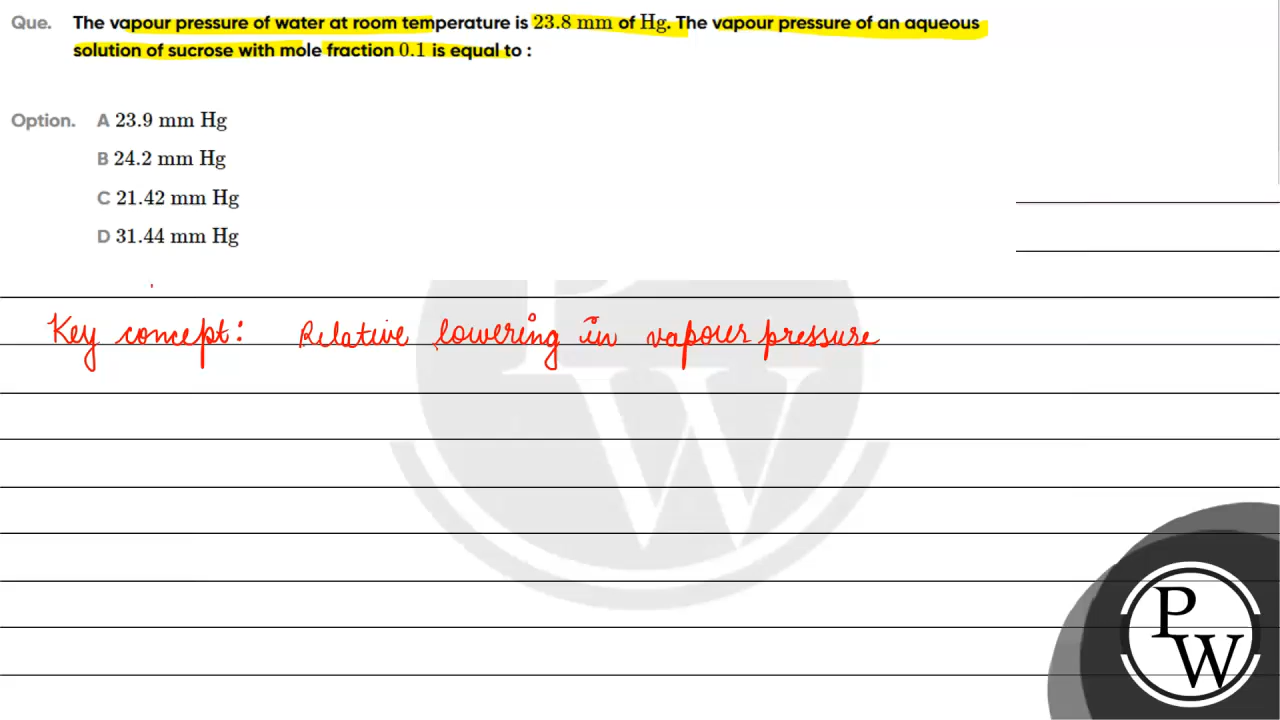 Que. The vapour pressure of water at room temperature is 23.8 mm of Hg. The vapour pressure of an aqueous
solution of sucrose with mole fraction 0.1 is equal to :
Option. A 23.9 mm Hg
B 24.2 mm Hg
C 21.42 mm Hg
D 31.44 mm Hg
Key concept: Relative lowering in vapour pressure
P
W